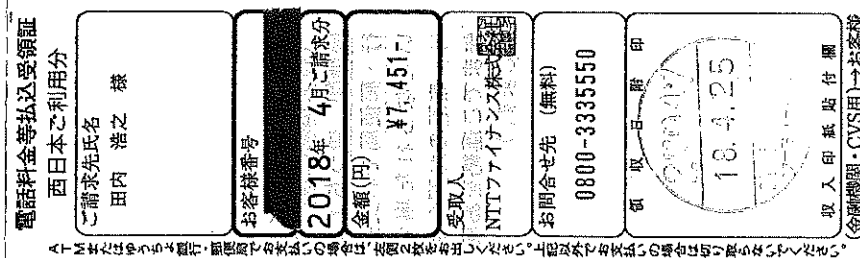 電話料金等払込受領証
西日本ご利用分
ご請求先氏名
田内 浩之 様
お客様番号
2018年 4月ご請求分
金額(円)
¥7,451-
受取人
NTTファイナンス株式会社
お問合せ先 (無料)
0800-3335550
領収日附印
18.4.25
収入印紙貼付欄
(金融機関・CVS用)→お客様
ATMまたはゆうちょ銀行・郵便局でお支払いの場合は、左側2枚をお出しください。上記以外でお支払いの場合は切り取らないでください。